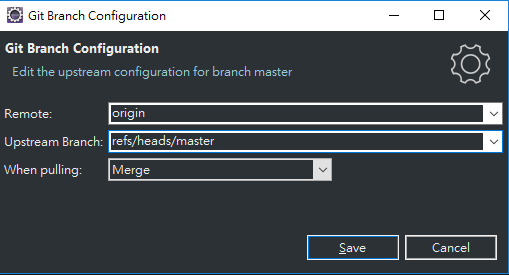 Git Branch Configuration
Git Branch Configuration
Edit the upstream configuration for branch master
Remote: origin
Upstream Branch: refs/heads/master
When pulling: Merge
Save Cancel